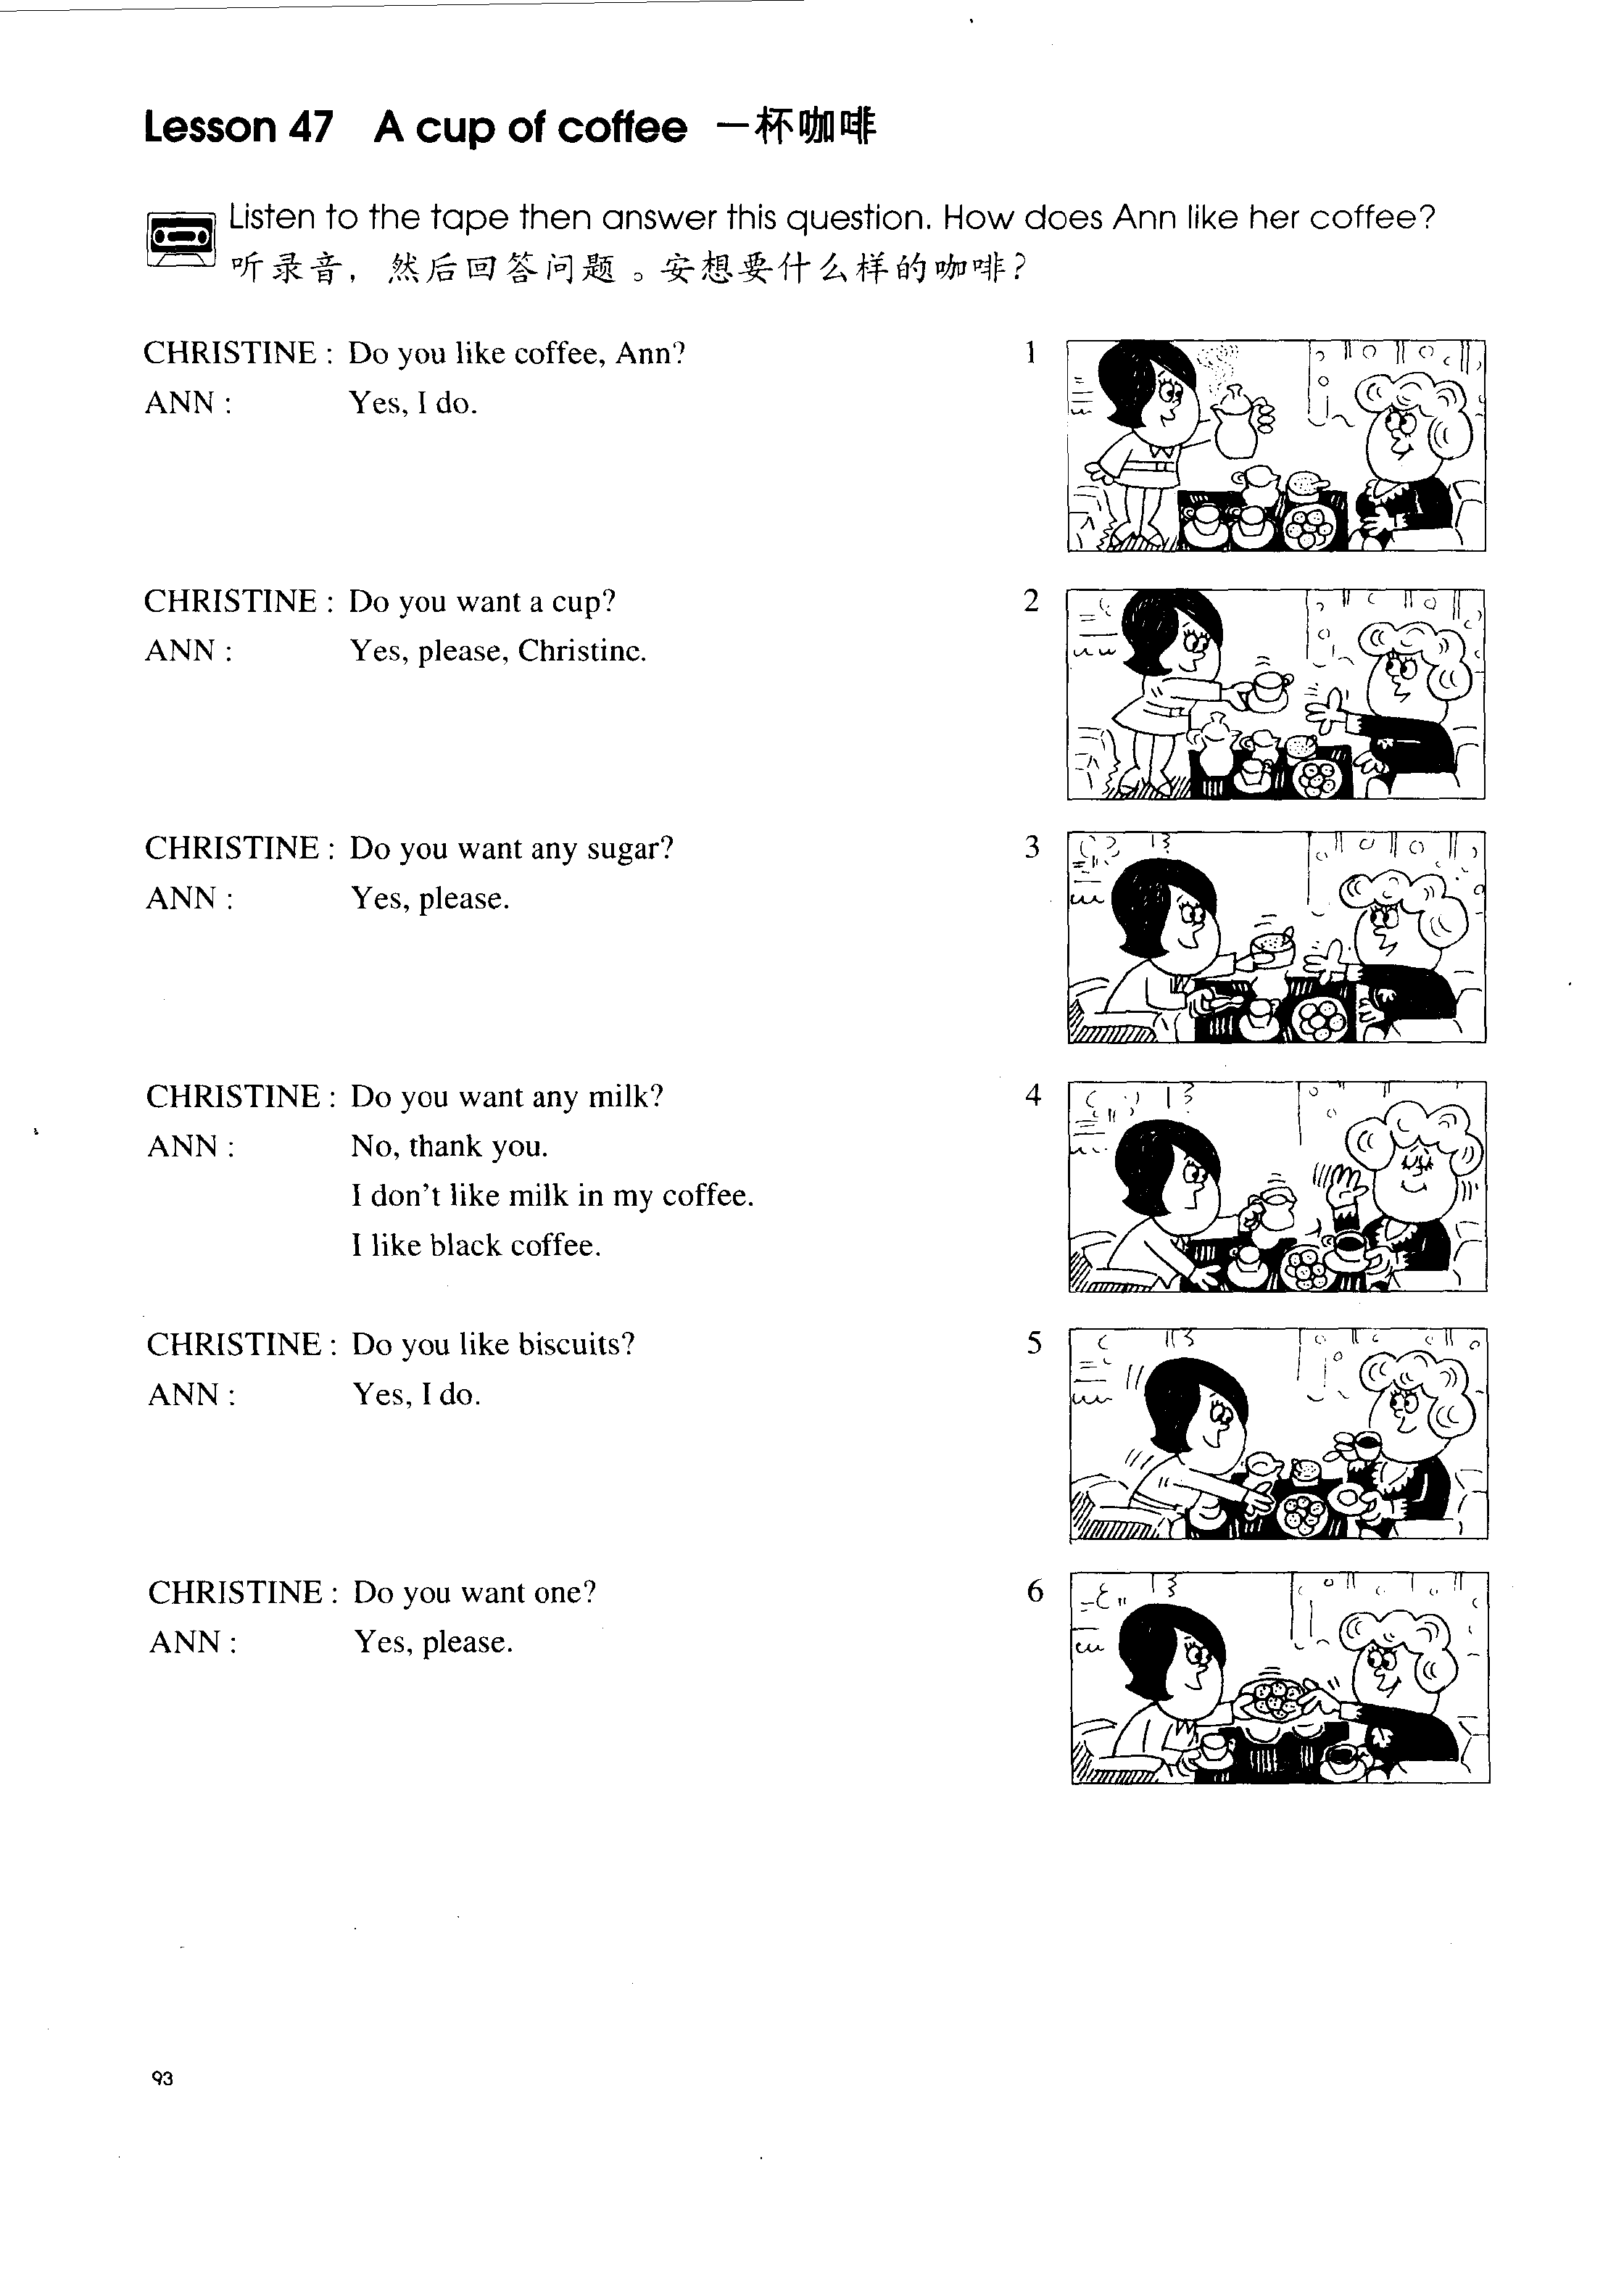 Lesson 47 A cup of coffee 一杯咖啡
Listen to the tape then answer this question. How does Ann like her coffee?
听录音，然后回答问题。安想要什么样的咖啡？
CHRISTINE : Do you like coffee, Ann?
ANN : Yes, I do.
1
CHRISTINE : Do you want a cup?
ANN : Yes, please, Christine.
2
CHRISTINE : Do you want any sugar?
ANN : Yes, please.
3
CHRISTINE : Do you want any milk?
ANN : No, thank you.
I don't like milk in my coffee.
I like black coffee.
4
CHRISTINE : Do you like biscuits?
ANN : Yes, I do.
5
CHRISTINE : Do you want one?
ANN : Yes, please.
6
93